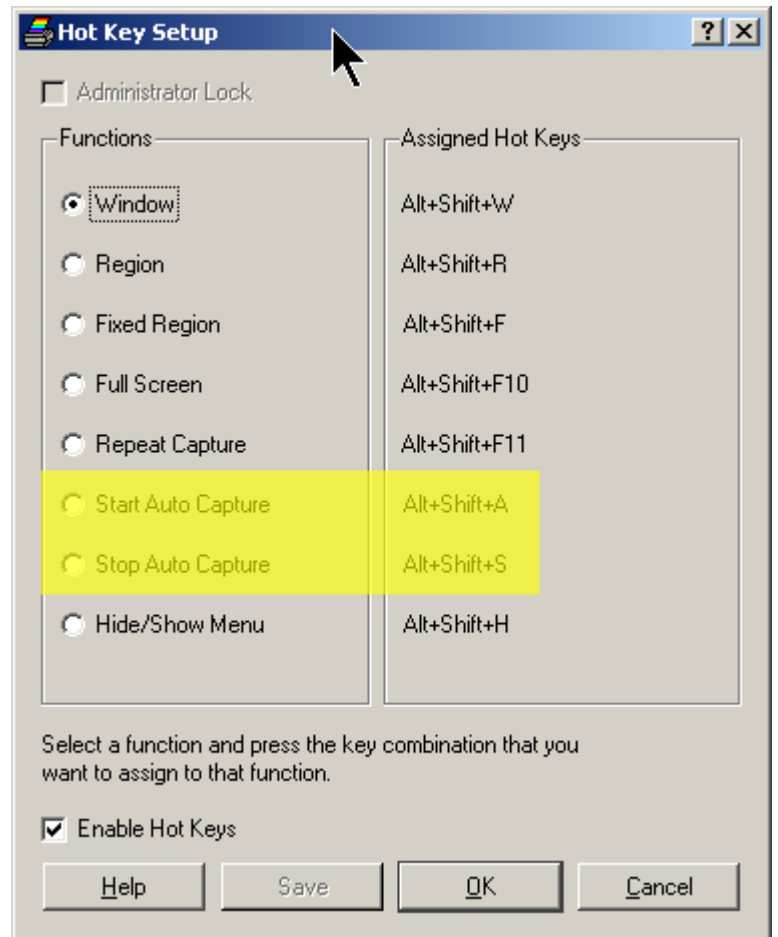 Hot Key Setup
Administrator Lock
Functions
Assigned Hot Keys
Window
Alt+Shift+W
Region
Alt+Shift+R
Fixed Region
Alt+Shift+F
Full Screen
Alt+Shift+F10
Repeat Capture
Alt+Shift+F11
Start Auto Capture
Alt+Shift+A
Stop Auto Capture
Alt+Shift+S
Hide/Show Menu
Alt+Shift+H
Select a function and press the key combination that you
want to assign to that function.
Enable Hot Keys
Help
Save
OK
Cancel